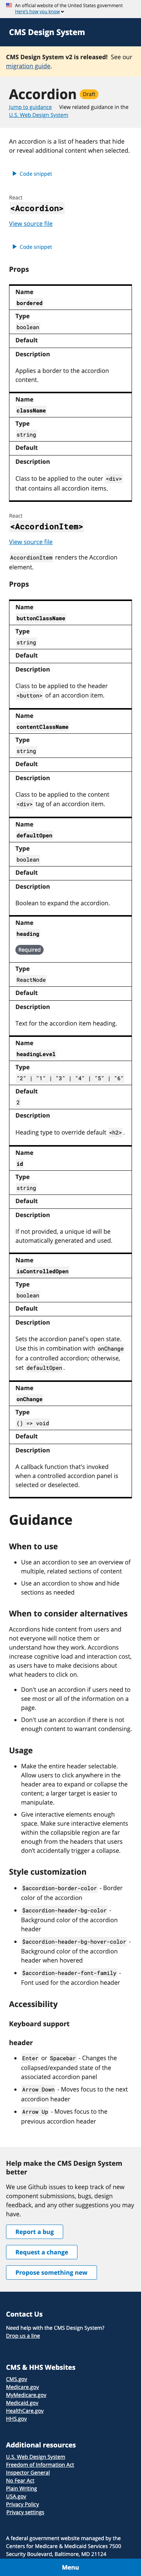 An official website of the United States government
Here's how you know
CMS Design System
CMS Design System v2 is released! See our
migration guide.
Accordion Draft
Jump to guidance View related guidance in the
U.S. Web Design System
An accordion is a list of headers that hide
or reveal additional content when selected.
Code snippet
React
<Accordion>
View source file
Code snippet
Props
Name
bordered
Type
boolean
Default
Description
Applies a border to the accordion
content.
Name
className
Type
string
Default
Description
Class to be applied to the outer <div>
that contains all accordion items.
React
<AccordionItem>
View source file
AccordionItem renders the Accordion
element.
Props
Name
buttonClassName
Type
string
Default
Description
Class to be applied to the header
<button> of an accordion item.
Name
contentClassName
Type
string
Default
Description
Class to be applied to the content
<div> tag of an accordion item.
Name
defaultOpen
Type
boolean
Default
Description
Boolean to expand the accordion.
Name
heading
Required
Type
ReactNode
Default
Description
Text for the accordion item heading.
Name
headingLevel
Type
"2" | "1" | "3" | "4" | "5" | "6"
Default
2
Description
Heading type to override default <h2>.
Name
id
Type
string
Default
Description
If not provided, a unique id will be
automatically generated and used.
Name
isControlledOpen
Type
boolean
Default
Description
Sets the accordion panel's open state.
Use this in combination with onChange
for a controlled accordion; otherwise,
set defaultOpen.
Name
onChange
Type
() => void
Default
Description
A callback function that's invoked
when a controlled accordion panel is
selected or deselected.
Guidance
When to use
Use an accordion to see an overview of
multiple, related sections of content
Use an accordion to show and hide
sections as needed
When to consider alternatives
Accordions hide content from users and
not everyone will notice them or
understand how they work. Accordions
increase cognitive load and interaction cost,
as users have to make decisions about
what headers to click on.
Don't use an accordion if users need to
see most or all of the information on a
page.
Don't use an accordion if there is not
enough content to warrant condensing.
Usage
Make the entire header selectable.
Allow users to click anywhere in the
header area to expand or collapse the
content; a larger target is easier to
manipulate.
Give interactive elements enough
space. Make sure interactive elements
within the collapsible region are far
enough from the headers that users
don't accidentally trigger a collapse.
Style customization
$accordion-border-color - Border
color of the accordion
$accordion-header-bg-color -
Background color of the accordion
header
$accordion-header-bg-hover-color -
Background color of the accordion
header when hovered
$accordion-header-font-family -
Font used for the accordion header
Accessibility
Keyboard support
header
Enter or Spacebar - Changes the
collapsed/expanded state of the
associated accordion panel
Arrow Down - Moves focus to the next
accordion header
Arrow Up - Moves focus to the
previous accordion header
Help make the CMS Design System
better
We use Github issues to keep track of new
component submissions, bugs, design
feedback, and any other suggestions you may
have.
Report a bug
Request a change
Propose something new
Contact Us
Need help with the CMS Design System?
Drop us a line
CMS & HHS Websites
CMS.gov
Medicare.gov
MyMedicare.gov
Medicaid.gov
HealthCare.gov
HHS.gov
Additional resources
U.S. Web Design System
Freedom of Information Act
Inspector General
No Fear Act
Plain Writing
USA.gov
Privacy Policy
Privacy settings
A federal government website managed by the
Centers for Medicare & Medicaid Services 7500
Security Boulevard, Baltimore, MD 21124
Menu